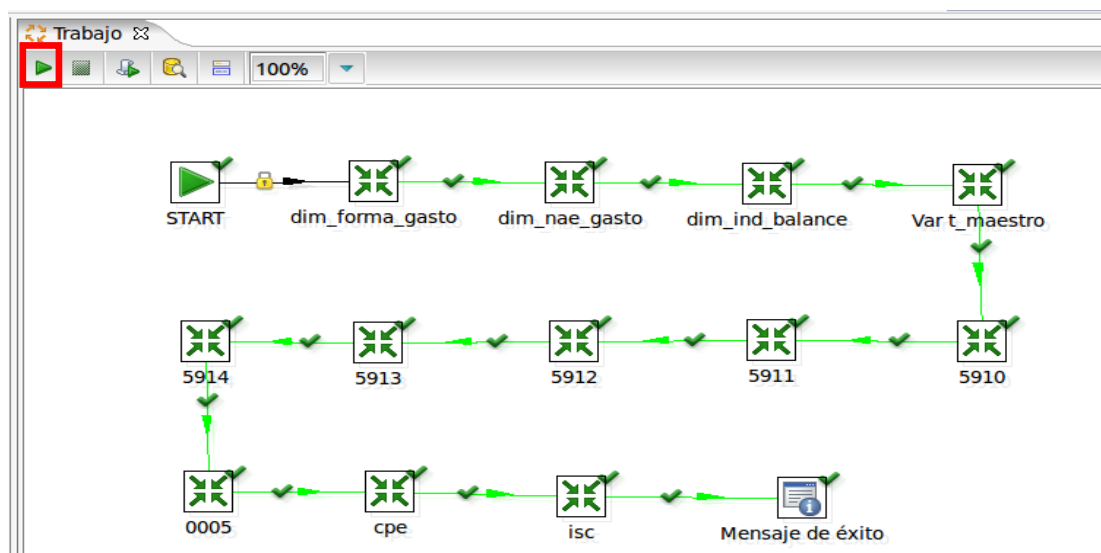 Trabajo
100%
START
dim_forma_gasto
dim_nae_gasto
dim_ind_balance
Var t_maestro
5914
5913
5912
5911
5910
0005
cpe
isc
Mensaje de éxito